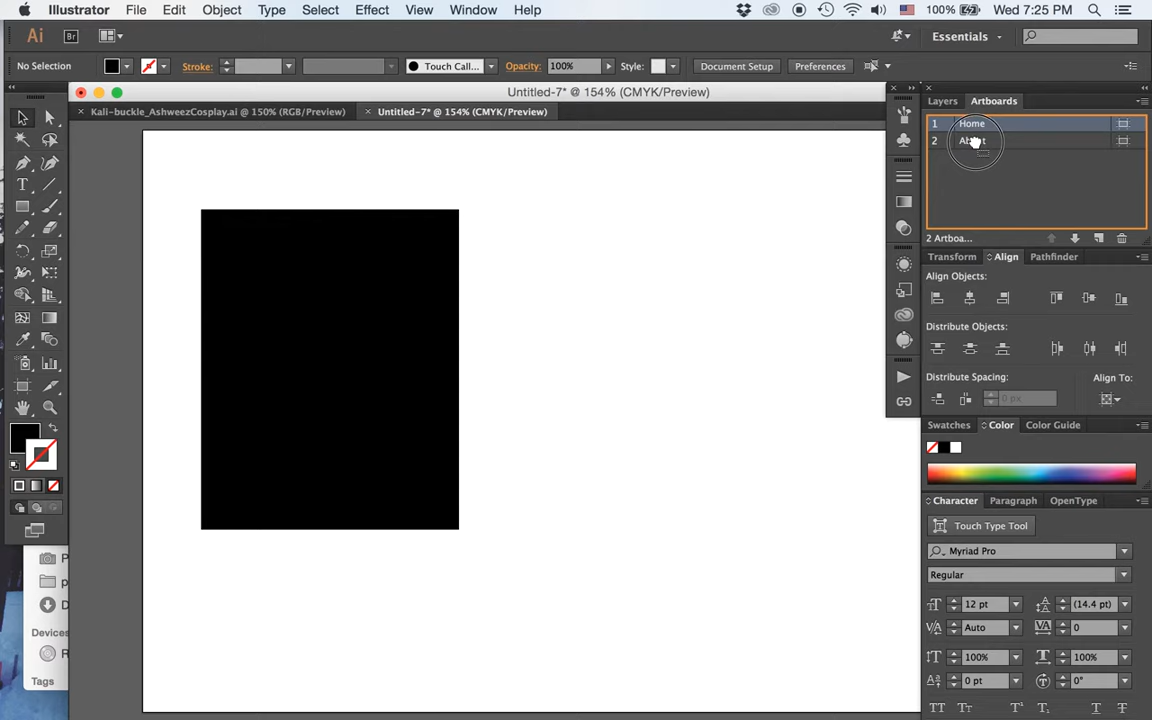 Illustrator File Edit Object Type Select Effect View Window Help 100% Wed 7:25 PM
Ai Br Essentials
No Selection Stroke: Touch Call... Opacity: 100% Style: Document Setup Preferences
Untitled-7* @ 154% (CMYK/Preview)
Kali-buckle_AshweezCosplay.ai @ 150% (RGB/Preview) Untitled-7* @ 154% (CMYK/Preview)
Layers Artboards
1 Home
2
2 Artboa...
Transform Align Pathfinder
Align Objects:
Distribute Objects:
Distribute Spacing: Align To:
0 px
Swatches Color Color Guide
Character Paragraph OpenType
Touch Type Tool
Myriad Pro
Regular
12 pt (14.4 pt)
Auto 0
100% 100%
0 pt 0°
P
p
D
Devices
R
Tags